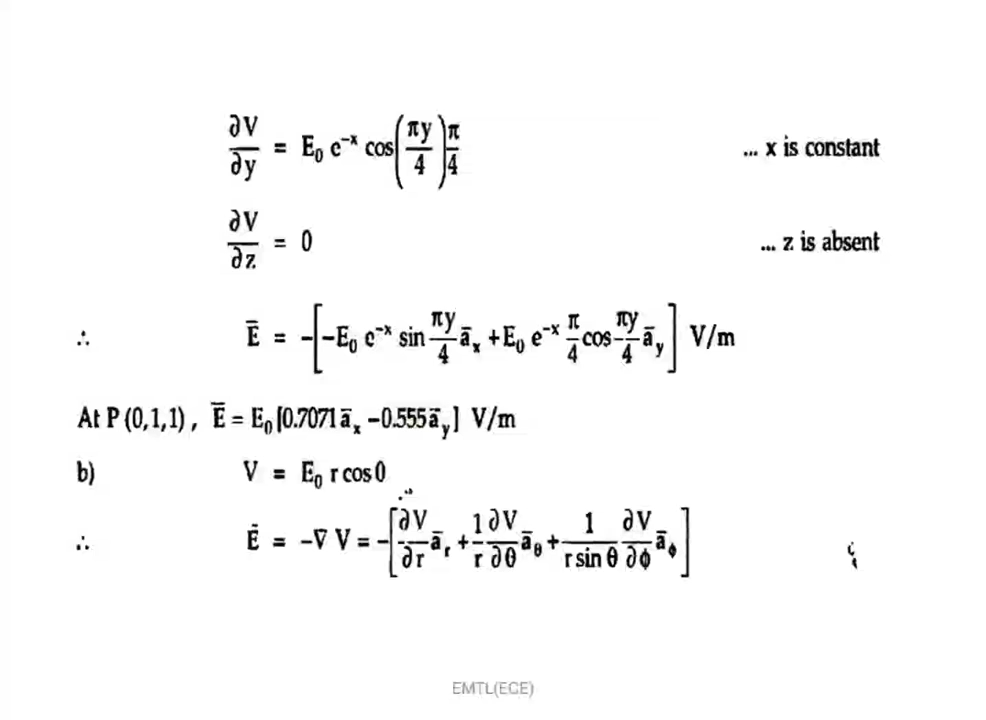 ∂V/∂y = E₀ e⁻ˣ cos(πy/4) π/4 ... x is constant
∂V/∂z = 0 ... z is absent
∴ Ē = -[-E₀ e⁻ˣ sin πy/4 āₓ + E₀ e⁻ˣ π/4 cos πy/4 ā_y] V/m
At P (0,1,1), Ē = E₀ [0.7071 āₓ - 0.555 ā_y] V/m
b) V = E₀ r cos θ
∴ Ē = -∇ V = -[∂V/∂r ā_r + 1/r ∂V/∂θ ā_θ + 1/(r sin θ) ∂V/∂ϕ ā_ϕ]
EMTL(ECE)